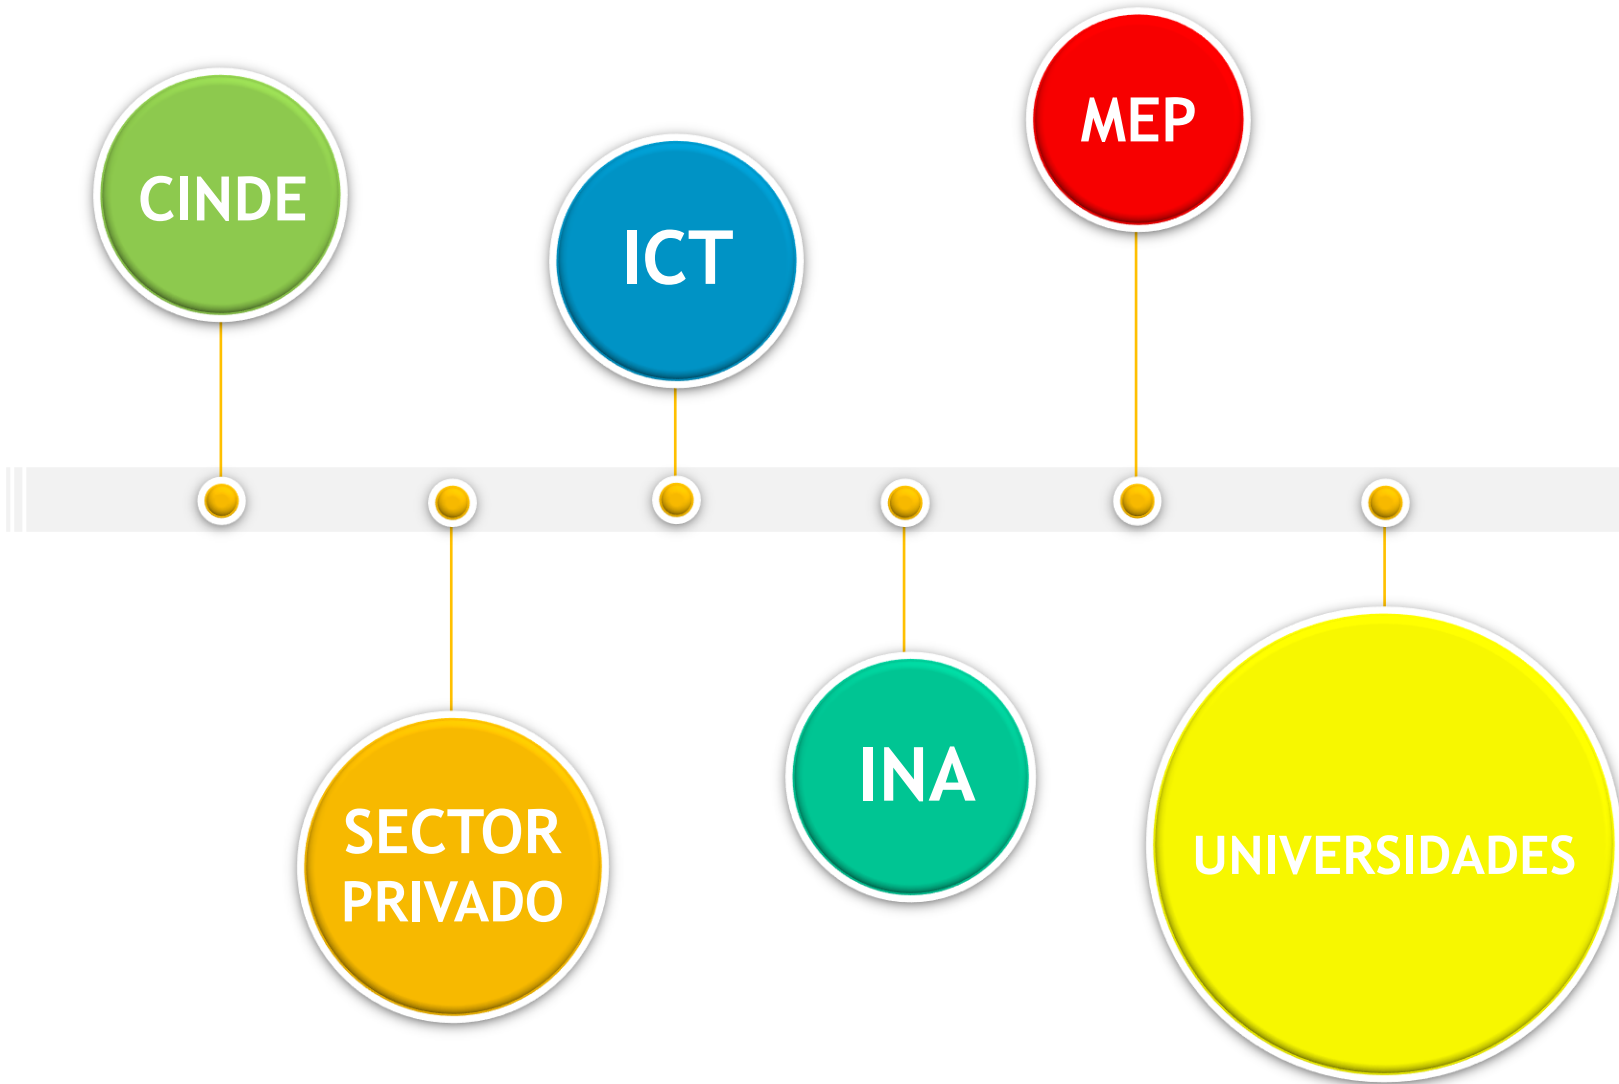 CINDE
SECTOR
PRIVADO
ICT
INA
MEP
UNIVERSIDADES